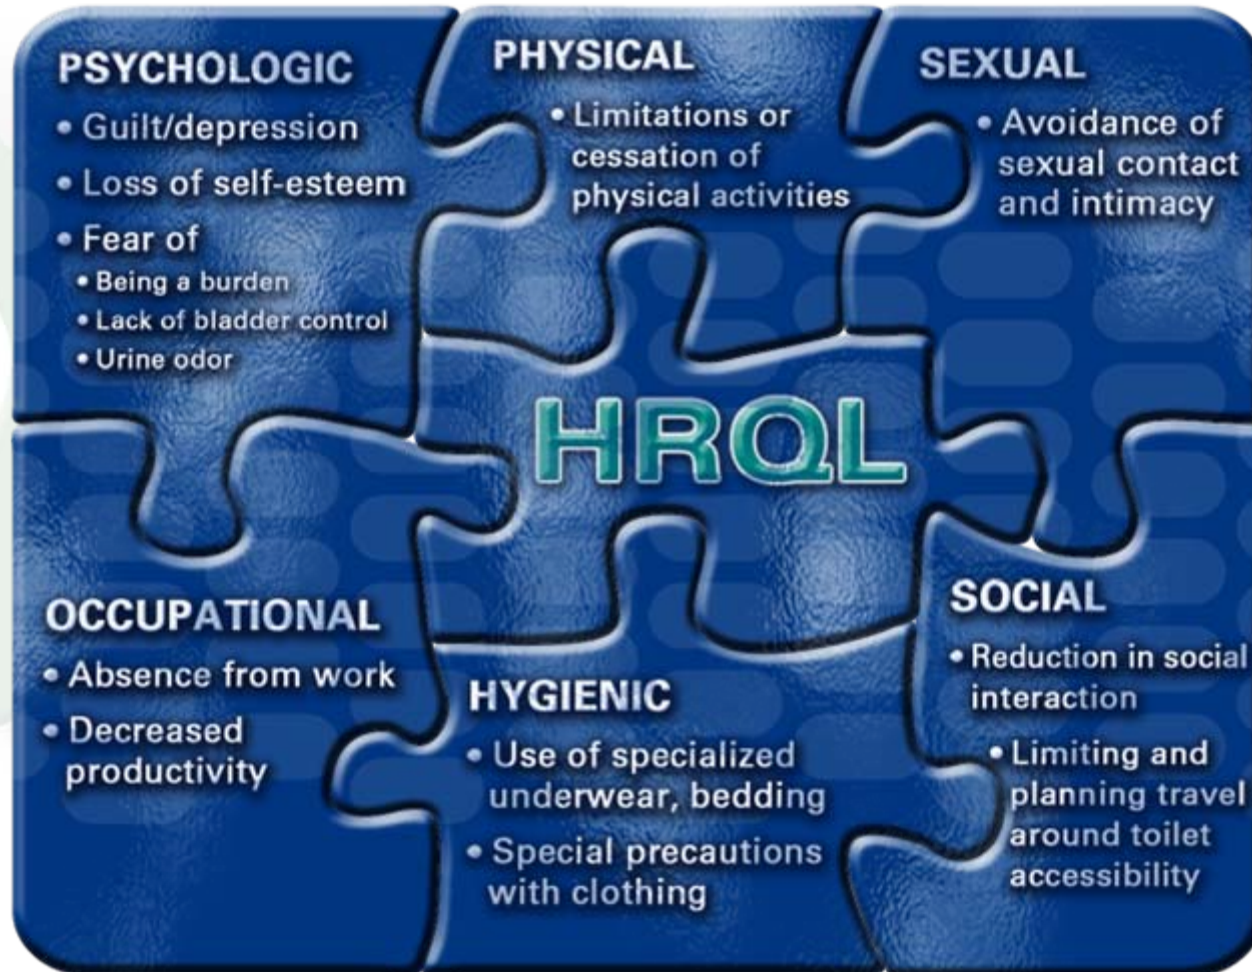 PSYCHOLOGIC
• Guilt/depression
• Loss of self-esteem
• Fear of
• Being a burden
• Lack of bladder control
• Urine odor
PHYSICAL
• Limitations or
cessation of
physical activities
SEXUAL
• Avoidance of
sexual contact
and intimacy
HRQL
OCCUPATIONAL
• Absence from work
• Decreased
productivity
HYGIENIC
• Use of specialized
underwear, bedding
• Special precautions
with clothing
SOCIAL
• Reduction in social
interaction
• Limiting and
planning travel
around toilet
accessibility